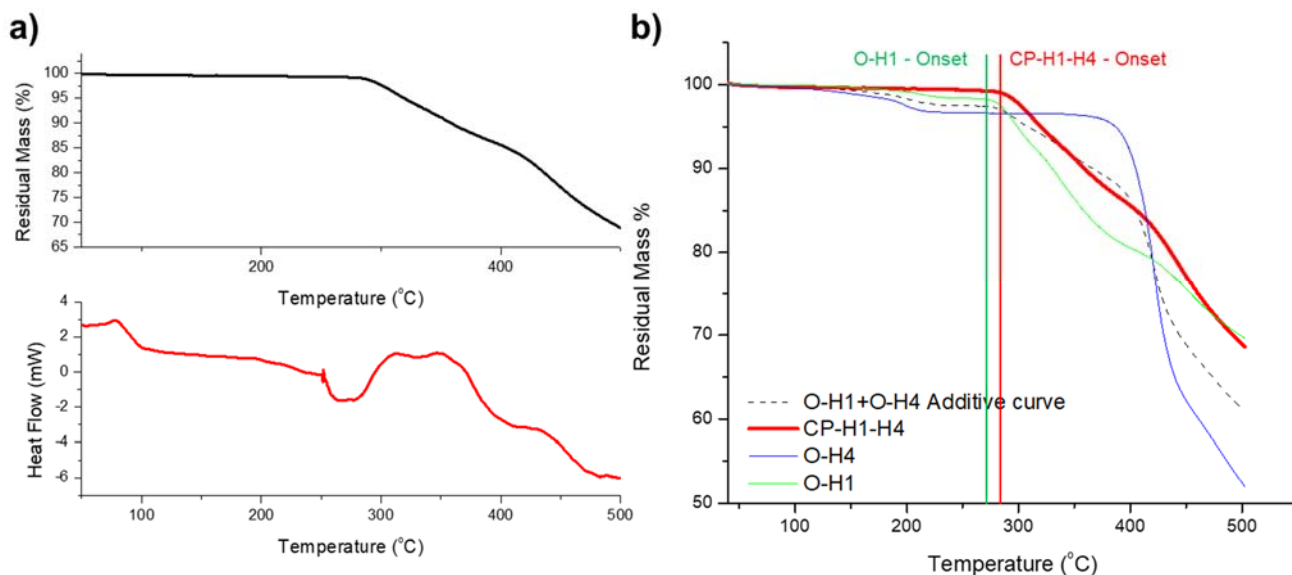 a)
Residual Mass (%)
100
95
90
85
80
75
70
65
200
400
Temperature (°C)
Heat Flow (mW)
4
2
0
-2
-4
-6
100
200
300
400
500
Temperature (°C)
b)
O-H1 - Onset
CP-H1-H4 - Onset
Residual Mass %
100
90
80
70
60
50
O-H1+O-H4 Additive curve
CP-H1-H4
O-H4
O-H1
100
200
300
400
500
Temperature (°C)